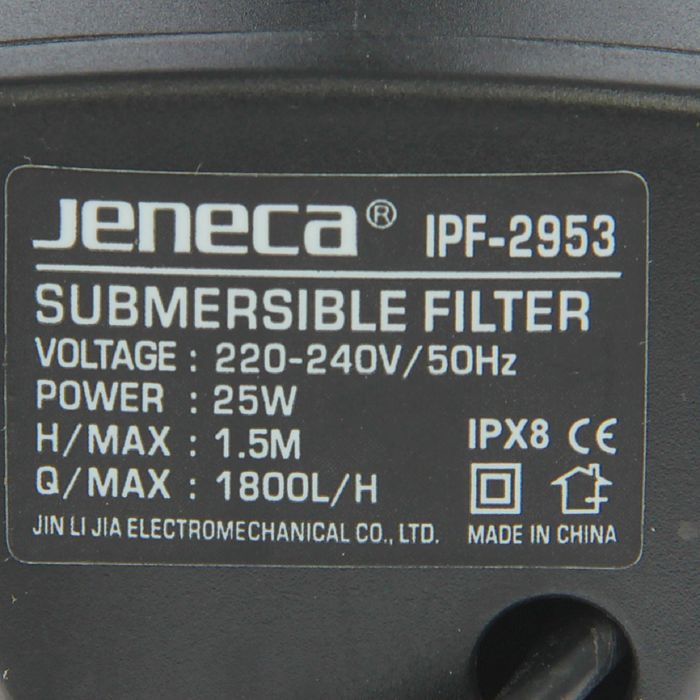 Jeneca® IPF-2953
SUBMERSIBLE FILTER
VOLTAGE : 220-240V/50Hz
POWER : 25W
H/MAX : 1.5M
Q/MAX : 1800L/H
IPX8 CE
JIN LI JIA ELECTROMECHANICAL CO., LTD. MADE IN CHINA